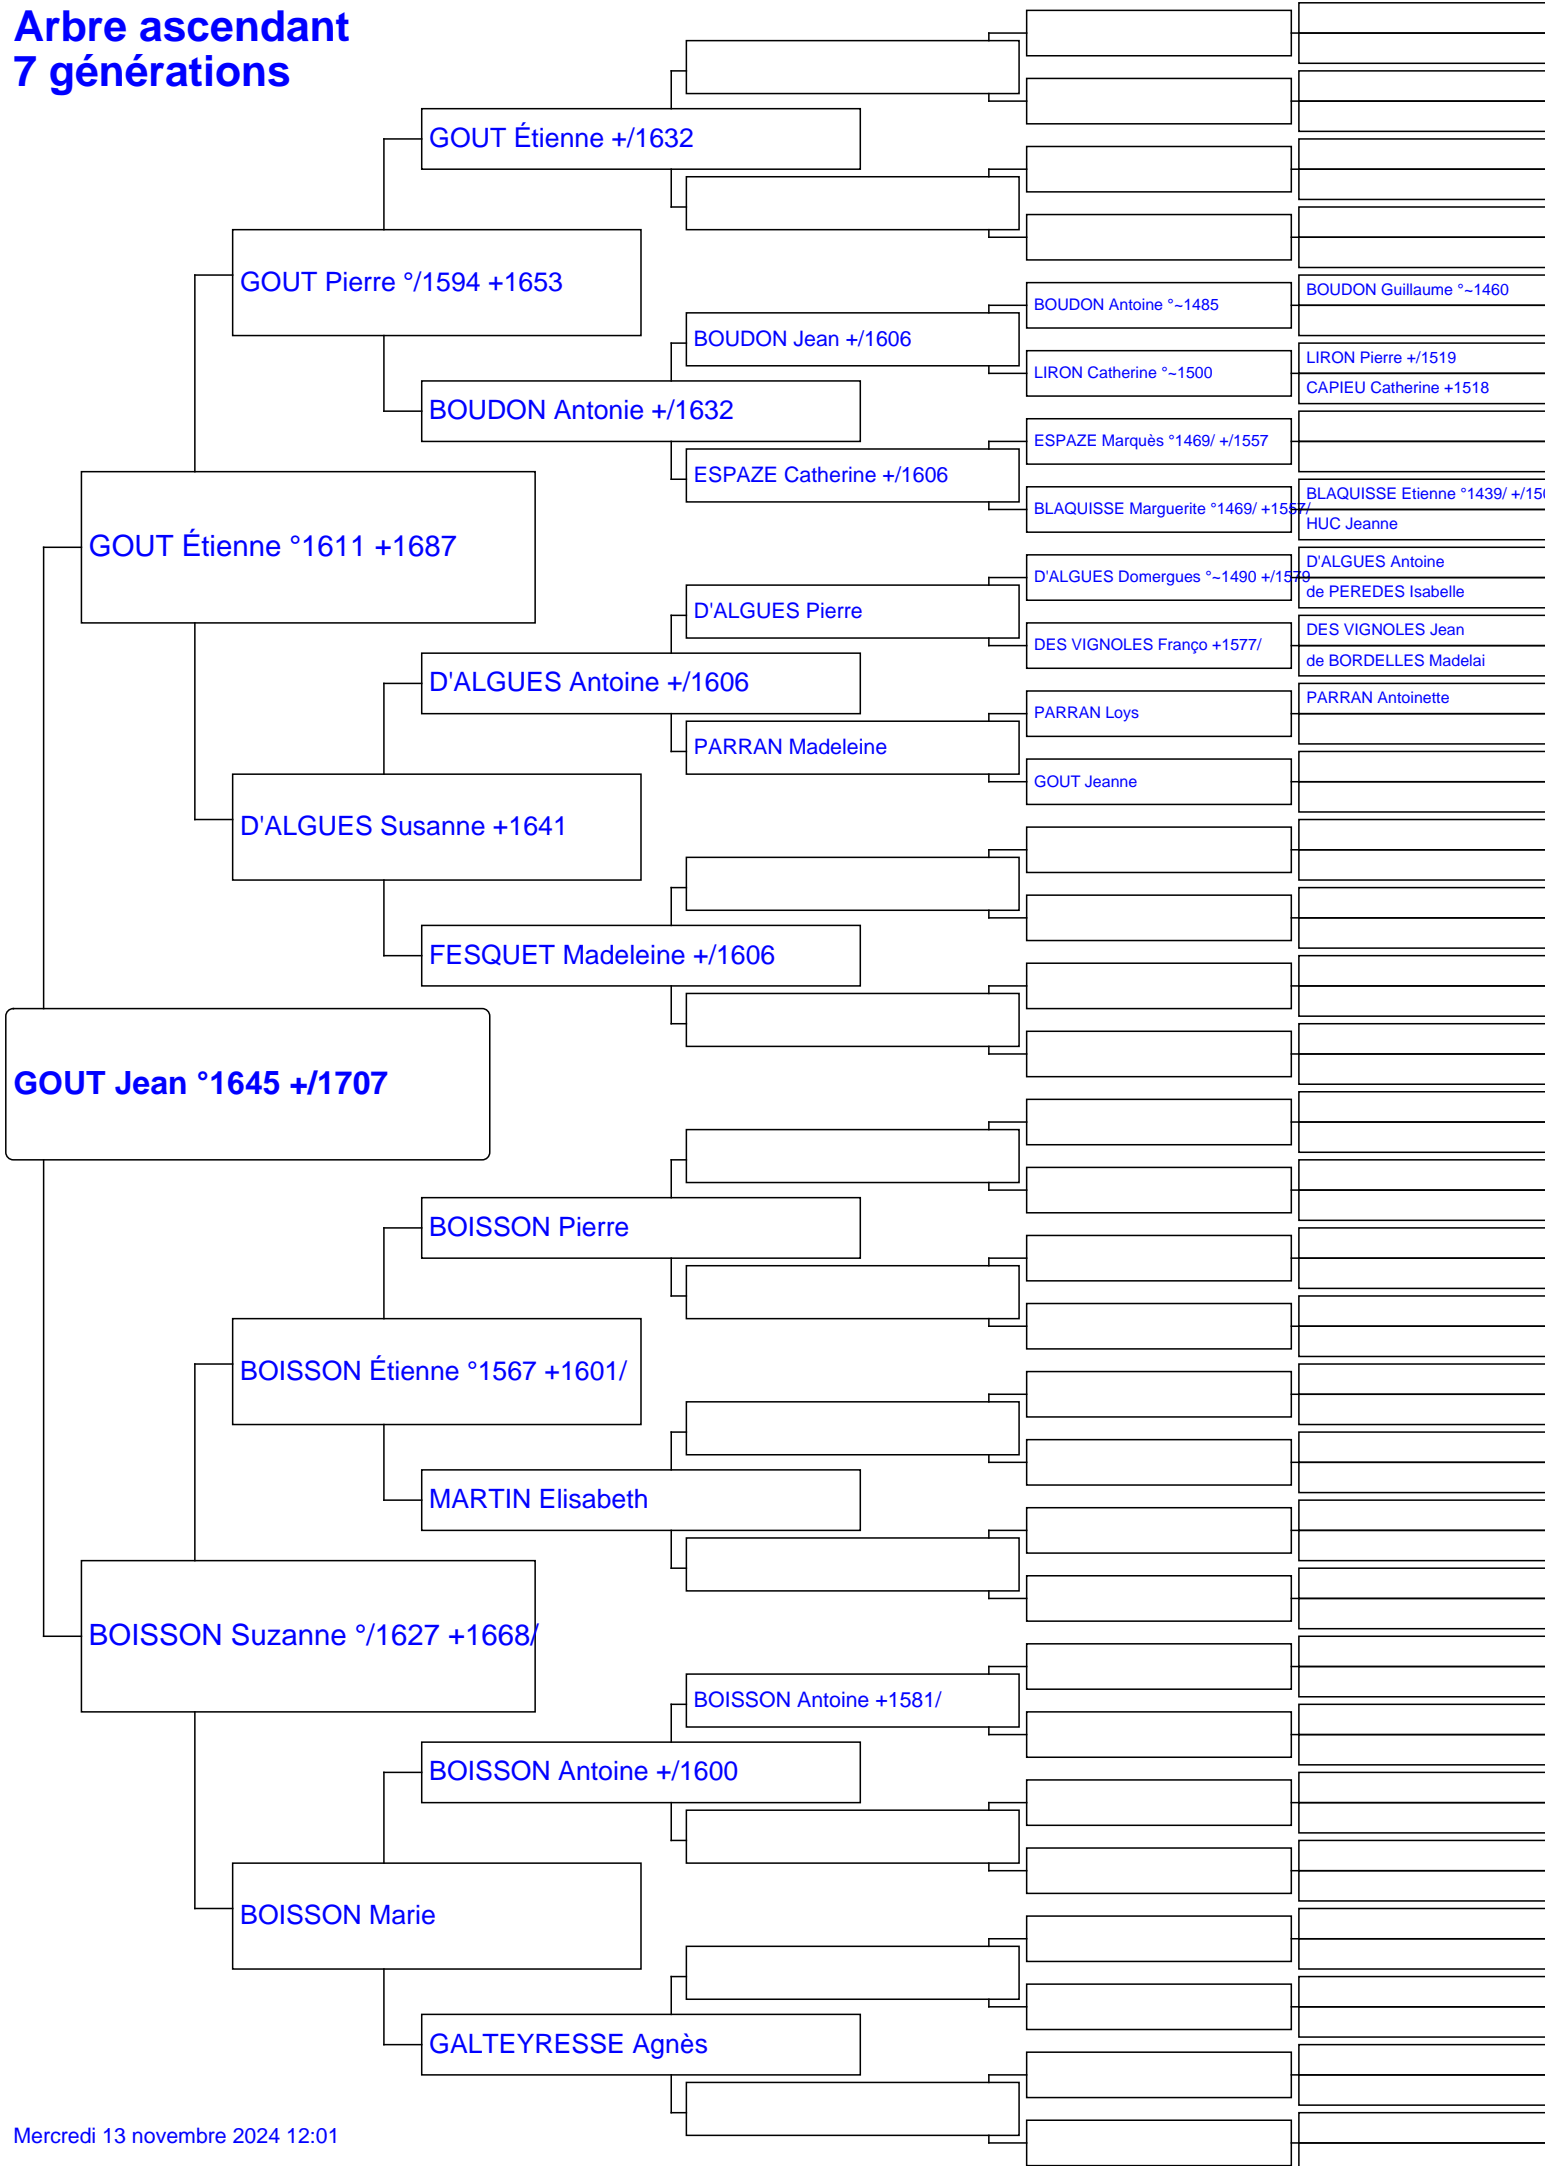 Arbre ascendant
7 générations
GOUT Étienne +/1632
GOUT Pierre °/1594 +1653
BOUDON Guillaume °~1460
BOUDON Antoine °~1485
BOUDON Jean +/1606
LIRON Pierre +/1519
LIRON Catherine °~1500
CAPIEU Catherine +1518
BOUDON Antonie +/1632
ESPAZE Marquès °1469/ +/1557
ESPAZE Catherine +/1606
BLAQUISSE Etienne °1439/ +/150
BLAQUISSE Marguerite °1469/ +1557/
HUC Jeanne
GOUT Étienne °1611 +1687
D'ALGUES Antoine
D'ALGUES Domergues °~1490 +/1579
de PEREDES Isabelle
D'ALGUES Pierre
DES VIGNOLES Jean
DES VIGNOLES Franço +1577/
de BORDELLES Madelai
D'ALGUES Antoine +/1606
PARRAN Antoinette
PARRAN Loys
PARRAN Madeleine
GOUT Jeanne
D'ALGUES Susanne +1641
FESQUET Madeleine +/1606
GOUT Jean °1645 +/1707
BOISSON Pierre
BOISSON Étienne °1567 +1601/
MARTIN Elisabeth
BOISSON Suzanne °/1627 +1668/
BOISSON Antoine +1581/
BOISSON Antoine +/1600
BOISSON Marie
GALTEYRESSE Agnès
Mercredi 13 novembre 2024 12:01